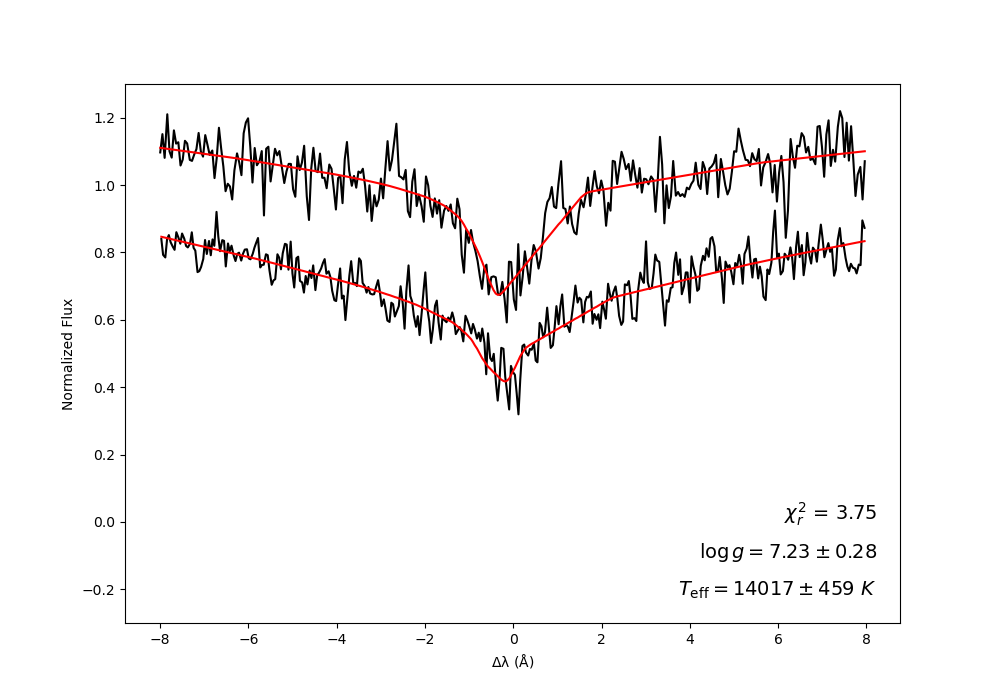 1.2
1.0
0.8
0.6
0.4
0.2
0.0
−0.2
Normalized Flux
χ²ᵣ = 3.75
log g = 7.23 ± 0.28
T_eff = 14017 ± 459 K
−8 −6 −4 −2 0 2 4 6 8
Δλ (Å)